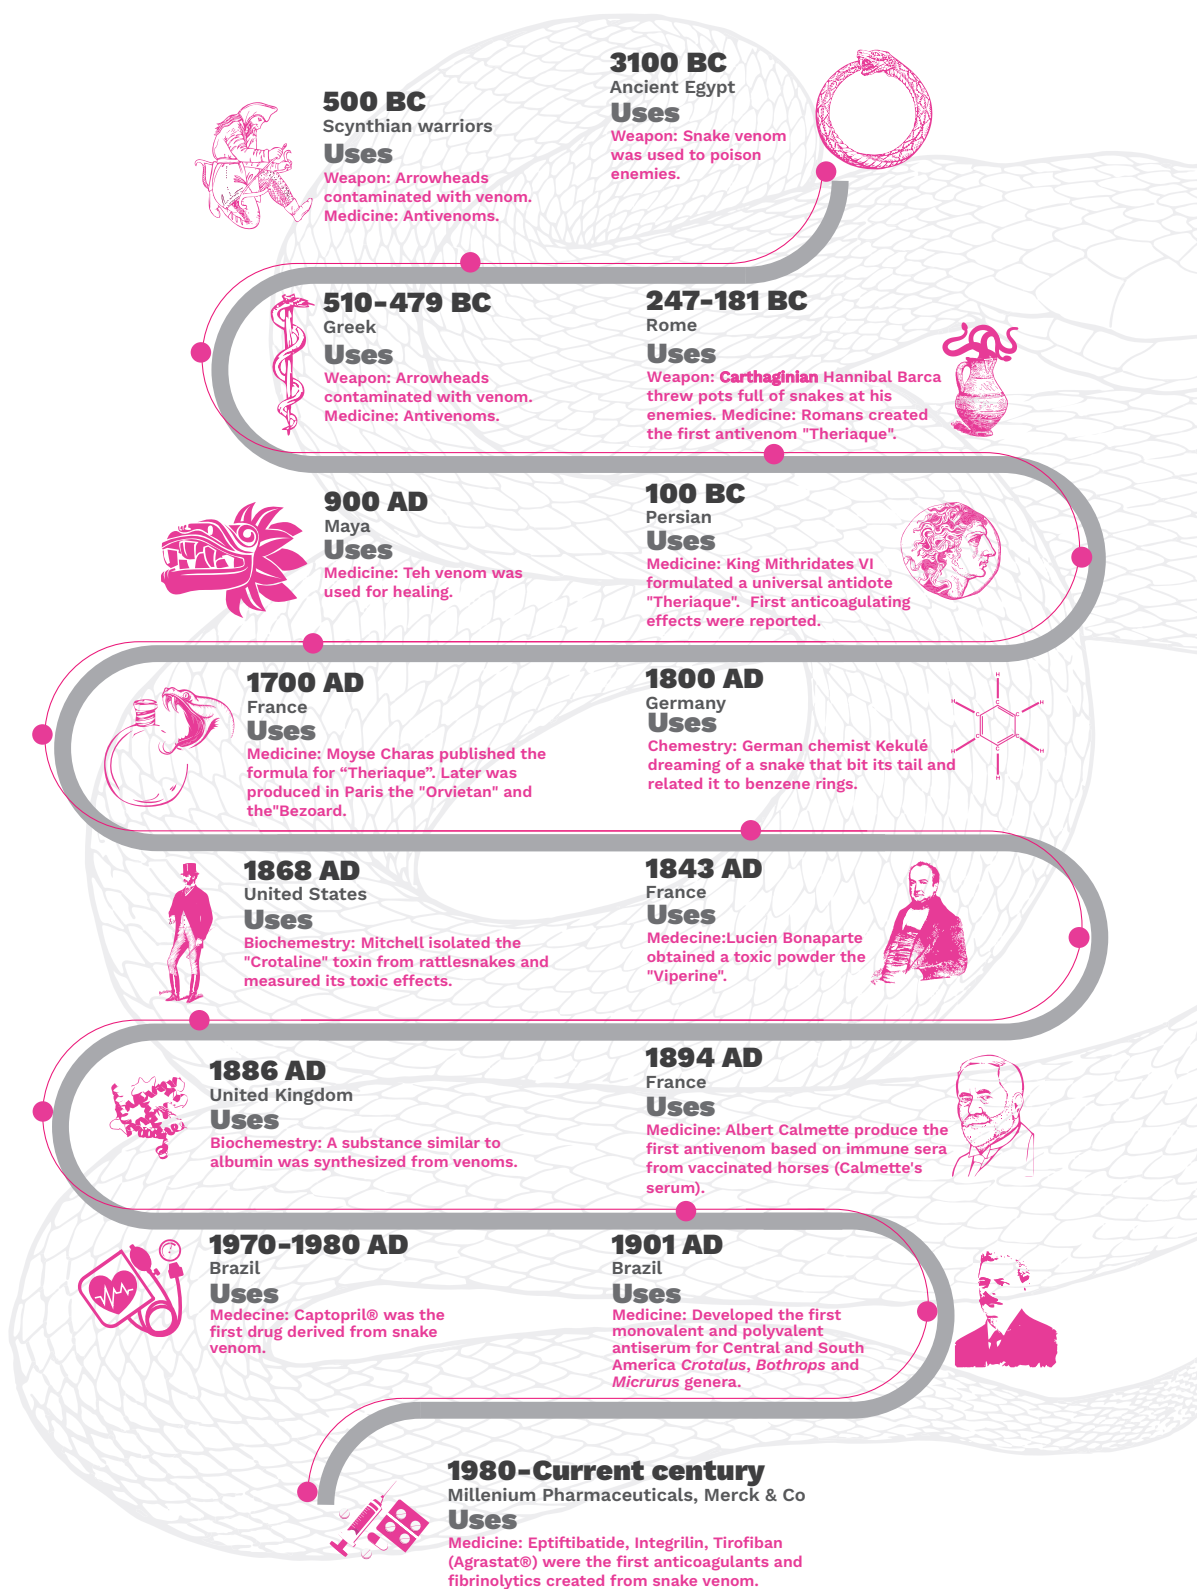 3100 BC
Ancient Egypt
Uses
Weapon: Snake venom
was used to poison
enemies.
500 BC
Scynthian warriors
Uses
Weapon: Arrowheads
contaminated with venom.
Medicine: Antivenoms.
510-479 BC
Greek
Uses
Weapon: Arrowheads
contaminated with venom.
Medicine: Antivenoms.
247-181 BC
Rome
Uses
Weapon: Carthaginian Hannibal Barca
threw pots full of snakes at his
enemies. Medicine: Romans created
the first antivenom "Theriaque".
100 BC
Persian
Uses
Medicine: King Mithridates VI
formulated a universal antidote
"Theriaque". First anticoagulating
effects were reported.
900 AD
Maya
Uses
Medicine: Teh venom was
used for healing.
1700 AD
France
Uses
Medicine: Moyse Charas published the
formula for “Theriaque”. Later was
produced in Paris the "Orvietan" and
the"Bezoard.
1800 AD
Germany
Uses
Chemestry: German chemist Kekulé
dreaming of a snake that bit its tail and
related it to benzene rings.
H
H C H
C C
C C
H C H
H
1843 AD
France
Uses
Medecine:Lucien Bonaparte
obtained a toxic powder the
"Viperine".
1868 AD
United States
Uses
Biochemestry: Mitchell isolated the
"Crotaline" toxin from rattlesnakes and
measured its toxic effects.
1886 AD
United Kingdom
Uses
Biochemestry: A substance similar to
albumin was synthesized from venoms.
1894 AD
France
Uses
Medicine: Albert Calmette produce the
first antivenom based on immune sera
from vaccinated horses (Calmette's
serum).
1901 AD
Brazil
Uses
Medicine: Developed the first
monovalent and polyvalent
antiserum for Central and South
America Crotalus, Bothrops and
Micrurus genera.
1970-1980 AD
Brazil
Uses
Medecine: Captopril® was the
first drug derived from snake
venom.
1980-Current century
Millenium Pharmaceuticals, Merck & Co
Uses
Medicine: Eptiftibatide, Integrilin, Tirofiban
(Agrastat®) were the first anticoagulants and
fibrinolytics created from snake venom.